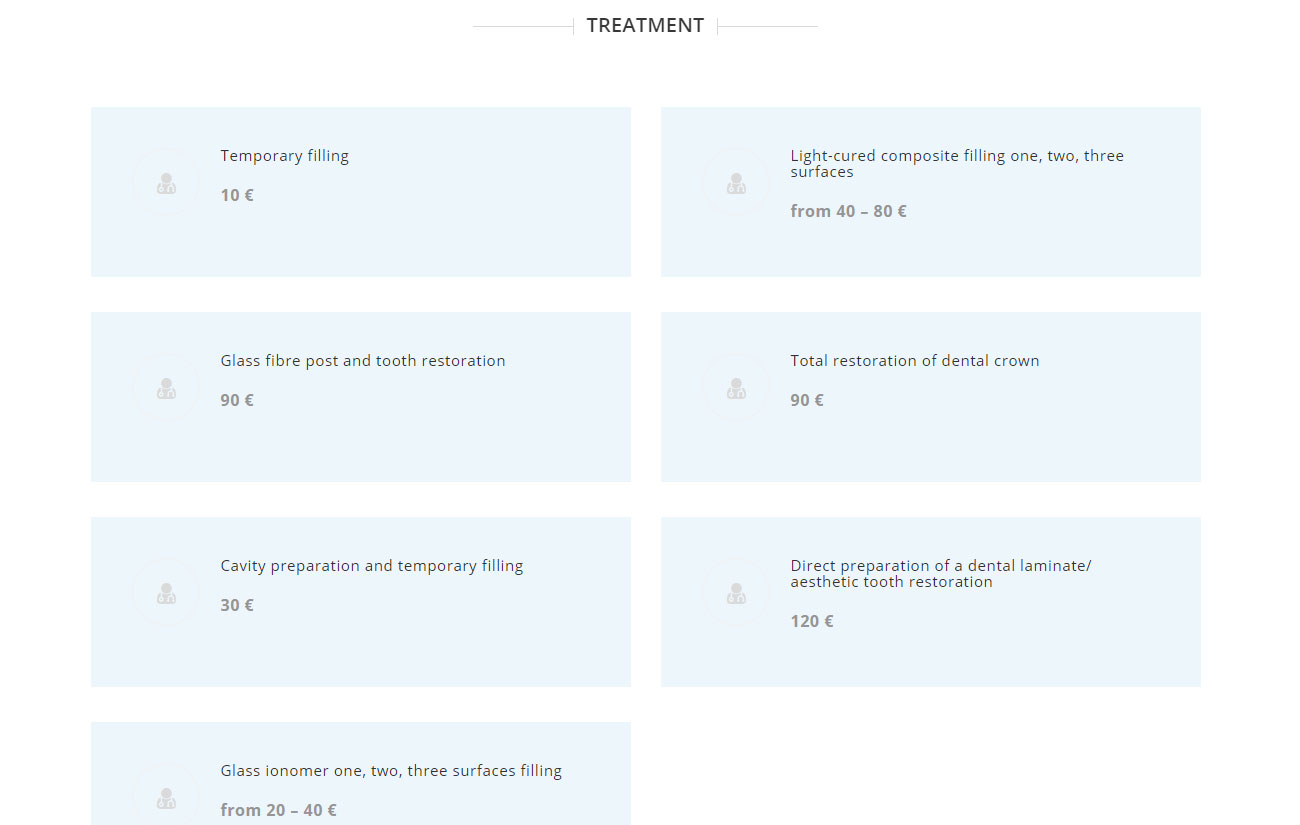 TREATMENT
Temporary filling
10 €
Light-cured composite filling one, two, three
surfaces
from 40 – 80 €
Glass fibre post and tooth restoration
90 €
Total restoration of dental crown
90 €
Cavity preparation and temporary filling
30 €
Direct preparation of a dental laminate/
aesthetic tooth restoration
120 €
Glass ionomer one, two, three surfaces filling
from 20 – 40 €